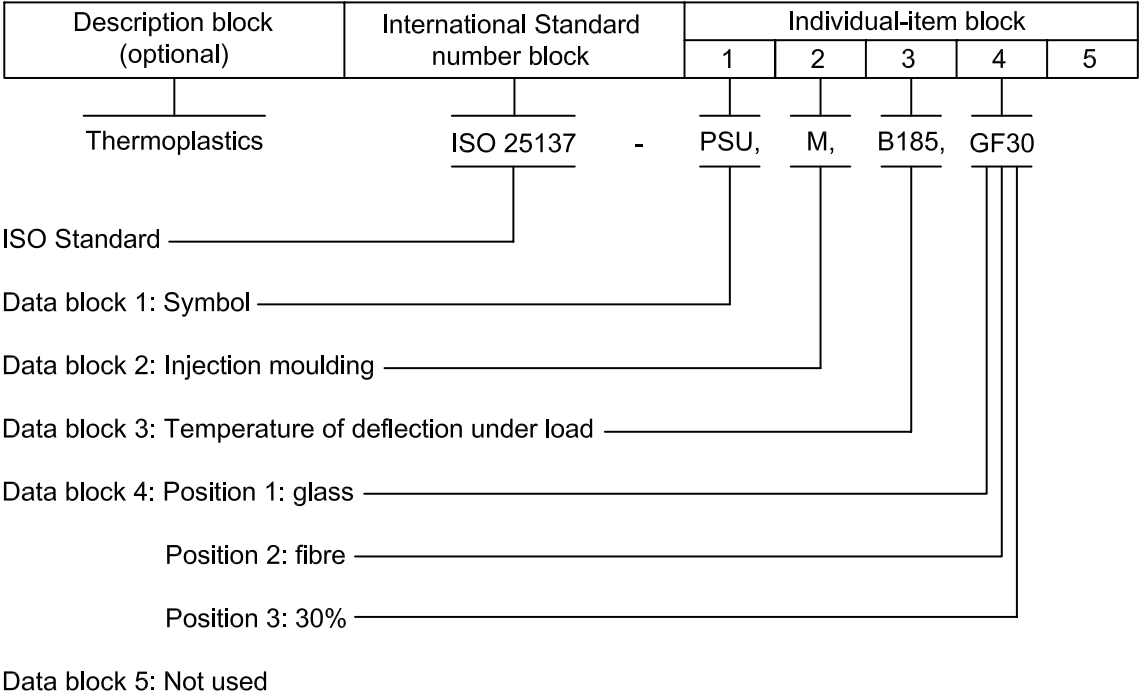 Description block
(optional)
International Standard
number block
Individual-item block
1 2 3 4 5
Thermoplastics ISO 25137 - PSU, M, B185, GF30
ISO Standard
Data block 1: Symbol
Data block 2: Injection moulding
Data block 3: Temperature of deflection under load
Data block 4: Position 1: glass
Position 2: fibre
Position 3: 30%
Data block 5: Not used